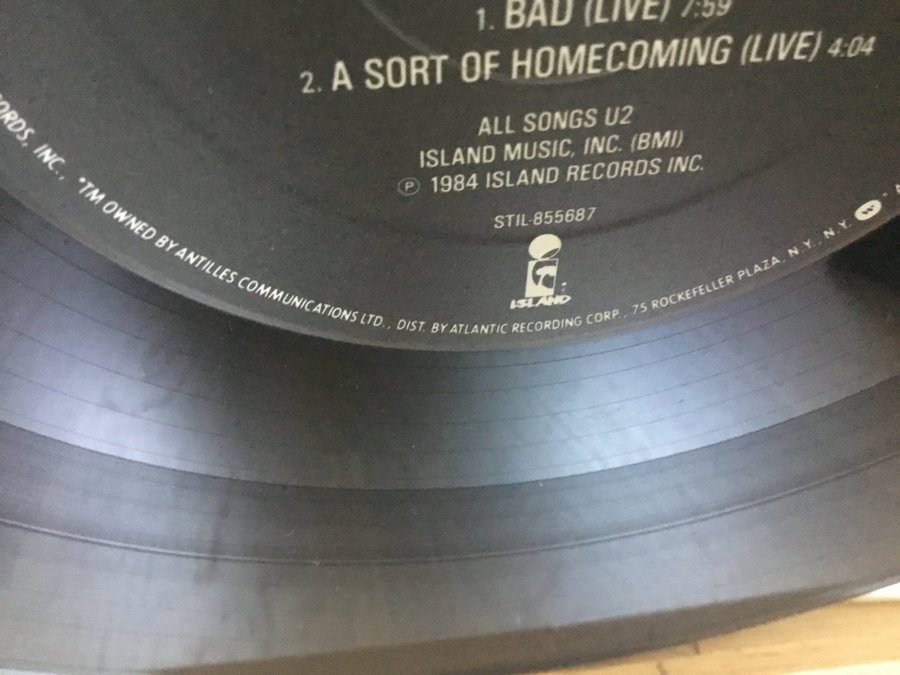 1. BAD (LIVE) 7:59
2. A SORT OF HOMECOMING (LIVE) 4:04
ALL SONGS U2
ISLAND MUSIC, INC. (BMI)
Ⓟ 1984 ISLAND RECORDS INC.
STIL-855687
ISLAND
INC., *TM OWNED BY ANTILLES COMMUNICATIONS LTD., DIST. BY ATLANTIC RECORDING CORP., 75 ROCKEFELLER PLAZA, N.Y., N.Y.